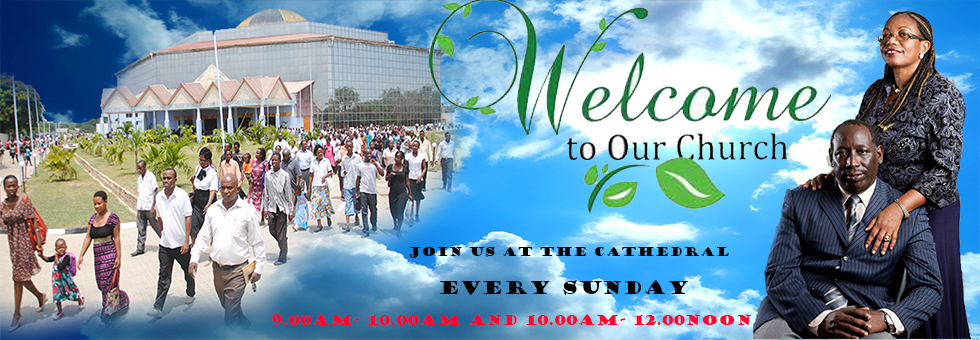 Welcome
to Our Church
JOIN US AT THE CATHEDRAL
EVERY SUNDAY
9.00AM- 10.00AM AND 10.00AM- 12.00NOON